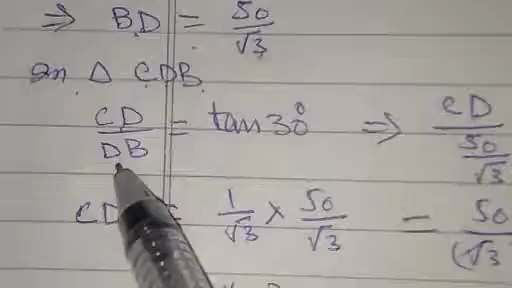 ⇒ BD = 50/√3
In Δ CDB
CD/DB = tan 30° ⇒ CD/(50/√3)
CD = 1/√3 × 50/√3 = 50/(√3